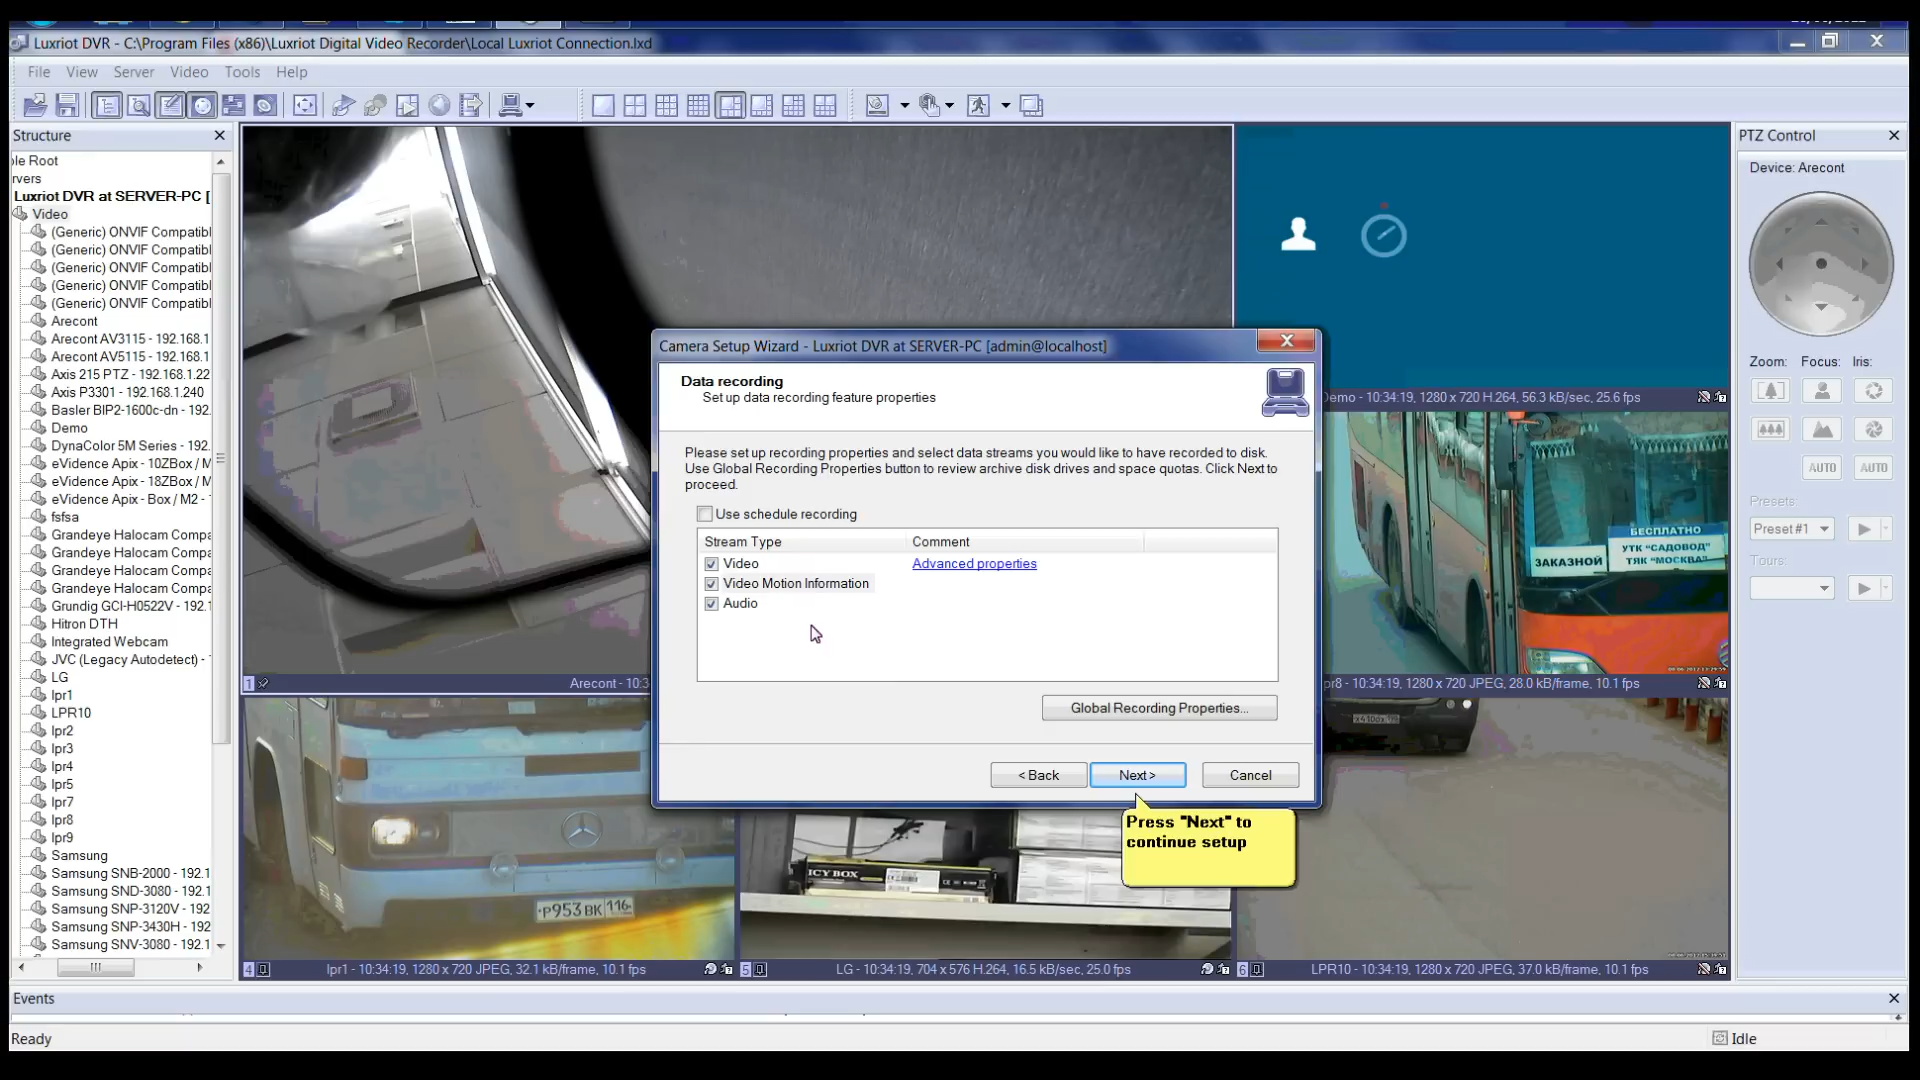 Luxriot DVR - C:\Program Files (x86)\Luxriot Digital Video Recorder\Local Luxriot Connection.lxd
File View Server Video Tools Help
Structure
ple Root
rvers
Luxriot DVR at SERVER-PC [
Video
(Generic) ONVIF Compatibl
(Generic) ONVIF Compatibl
(Generic) ONVIF Compatibl
(Generic) ONVIF Compatibl
(Generic) ONVIF Compatibl
Arecont
Arecont AV3115 - 192.168.1
Arecont AV5115 - 192.168.1
Axis 215 PTZ - 192.168.1.22
Axis P3301 - 192.168.1.240
Basler BIP2-1600c-dn - 192.
Demo
DynaColor 5M Series - 192.
eVidence Apix - 10ZBox / M
eVidence Apix - 18ZBox / M
eVidence Apix - Box / M2 -
fsfsa
Grandeye Halocam Compa
Grandeye Halocam Compa
Grandeye Halocam Compa
Grandeye Halocam Compa
Grundig GCI-H0522V - 192
Hitron DTH
Integrated Webcam
JVC (Legacy Autodetect) -
LG
lpr1
LPR10
lpr2
lpr3
lpr4
lpr5
lpr7
lpr8
lpr9
Samsung
Samsung SNB-2000 - 192.1
Samsung SND-3080 - 192.1
Samsung SNP-3120V - 192
Samsung SNP-3430H - 192
Samsung SNV-3080 - 192.1
Camera Setup Wizard - Luxriot DVR at SERVER-PC [admin@localhost]
Data recording
Set up data recording feature properties
Please set up recording properties and select data streams you would like to have recorded to disk.
Use Global Recording Properties button to review archive disk drives and space quotas. Click Next to
proceed.
Use schedule recording
Stream Type Comment
Video Advanced properties
Video Motion Information
Audio
Global Recording Properties...
< Back Next > Cancel
Press "Next" to
continue setup
1 Arecont - 10:3
Demo - 10:34:19, 1280 x 720 H.264, 56.3 kB/sec, 25.6 fps
БЕСПЛАТНО
ЗАКАЗНОЙ
УТК "САДОВОД"
ТЯК "МОСКВА"
pr8 - 10:34:19, 1280 x 720 JPEG, 28.0 kB/frame, 10.1 fps
P953BK 116
4 lpr1 - 10:34:19, 1280 x 720 JPEG, 32.1 kB/frame, 10.1 fps
ICY BOX
5 LG - 10:34:19, 704 x 576 H.264, 16.5 kB/sec, 25.0 fps
6 LPR10 - 10:34:19, 1280 x 720 JPEG, 37.0 kB/frame, 10.1 fps
PTZ Control
Device: Arecont
Zoom: Focus: Iris:
AUTO AUTO
Presets:
Preset #1
Tours:
Events
Ready
Idle